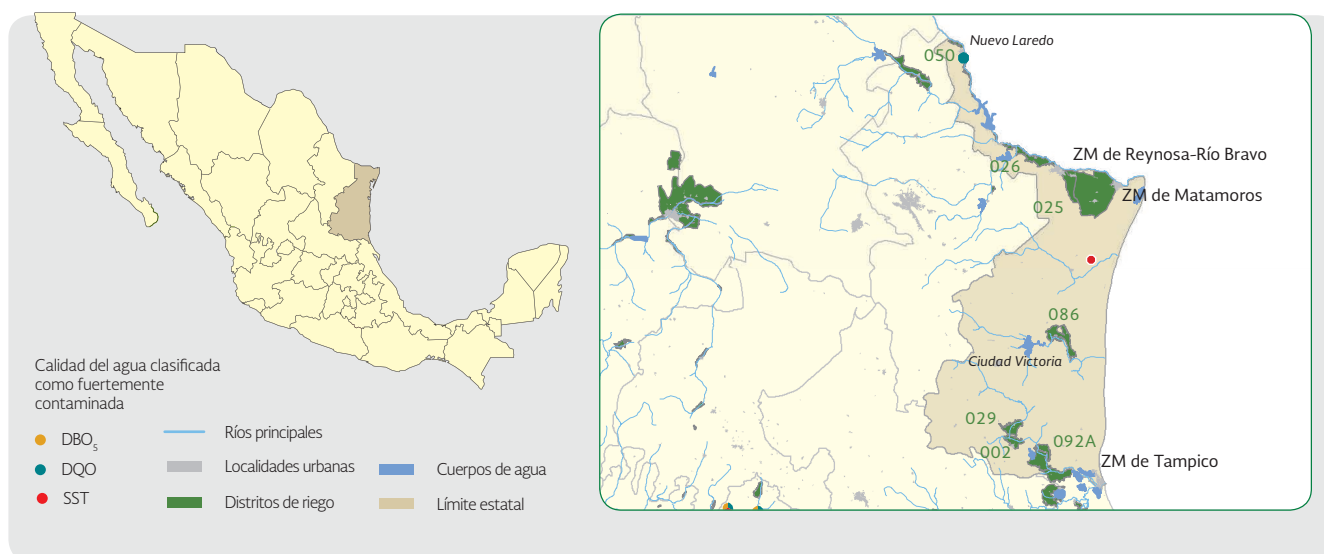 Calidad del agua clasificada
como fuertemente
contaminada
DBO5
DQO
SST
Ríos principales
Localidades urbanas
Distritos de riego
Cuerpos de agua
Límite estatal
Nuevo Laredo
050
ZM de Reynosa-Río Bravo
026
ZM de Matamoros
025
086
Ciudad Victoria
029
092A
002
ZM de Tampico